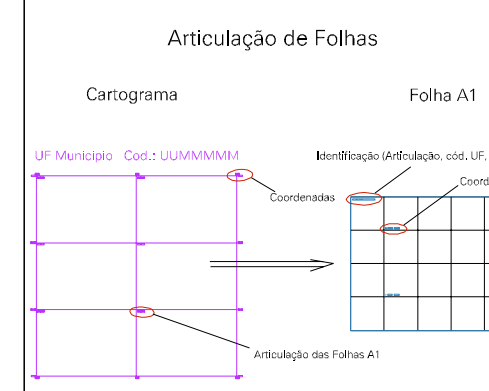 Articulação de Folhas
Cartograma
Folha A1
UF Municipio Cod.: UUMMMMM
Identificação (Articulação, cód. UF,
Coord
Coordenadas
Articulação das Folhas A1